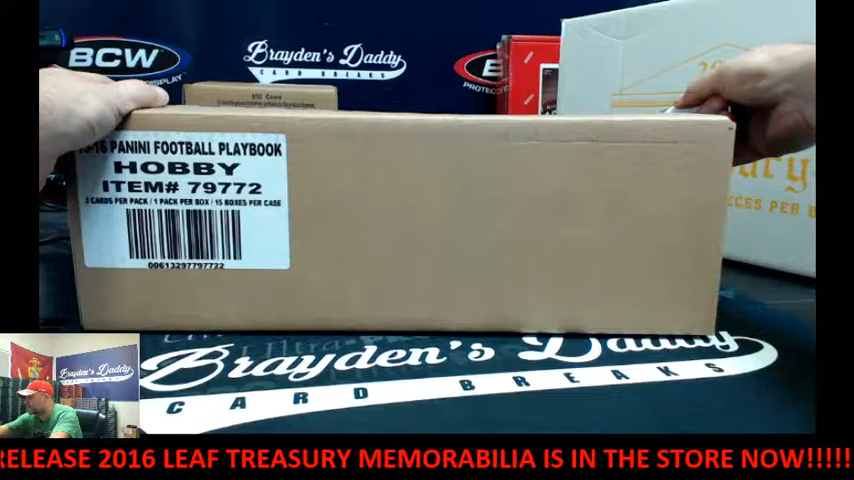 BCW
DISPLAY
Brayden's Daddy
CARD BREAKS
PROTECTORS
-16 PANINI FOOTBALL PLAYBOOK
HOBBY
ITEM# 79772
3 CARDS PER PACK / 1 PACK PER BOX / 15 BOXES PER CASE
Brayden's Daddy
CARD BREAKS
Brayden's Daddy
RELEASE 2016 LEAF TREASURY MEMORABILIA IS IN THE STORE NOW!!!!!